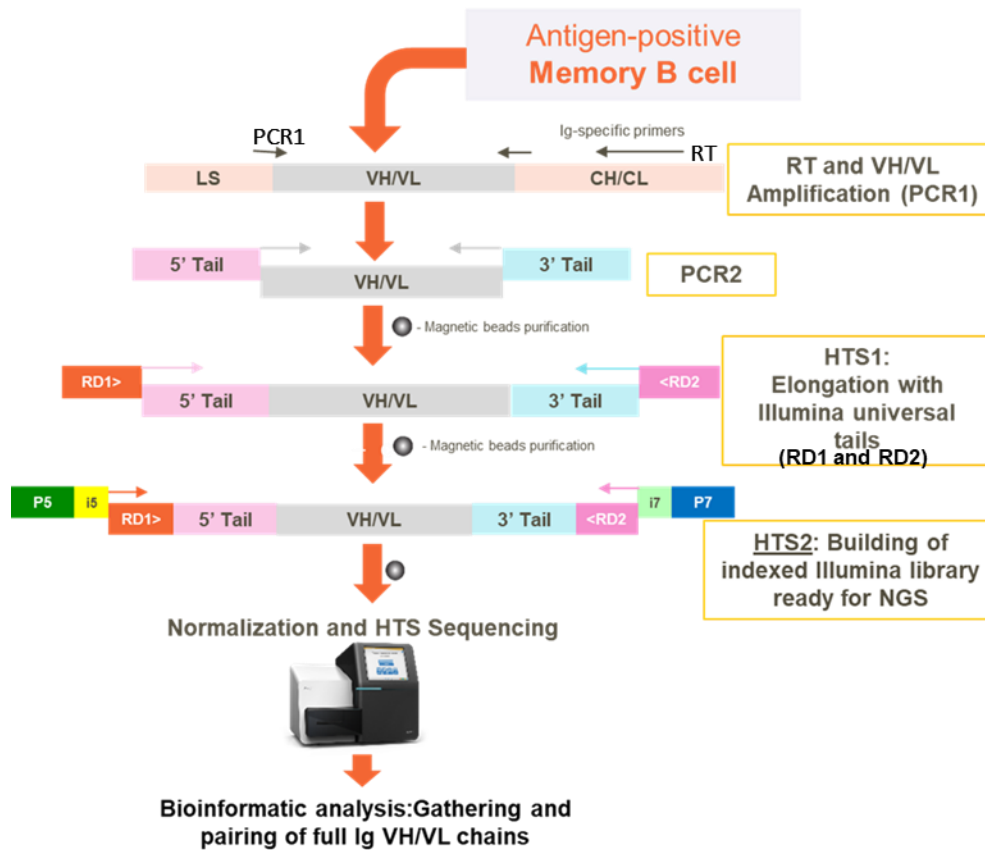 Antigen-positive
Memory B cell
PCR1
Ig-specific primers
RT
LS
VH/VL
CH/CL
RT and VH/VL
Amplification (PCR1)
5’ Tail
VH/VL
3’ Tail
PCR2
- Magnetic beads purification
RD1>
5’ Tail
VH/VL
3’ Tail
<RD2
HTS1:
Elongation with
Illumina universal
tails
(RD1 and RD2)
- Magnetic beads purification
P5
i5
RD1>
5’ Tail
VH/VL
3’ Tail
<RD2
i7
P7
HTS2: Building of
indexed Illumina library
ready for NGS
Normalization and HTS Sequencing
Bioinformatic analysis:Gathering and
pairing of full Ig VH/VL chains